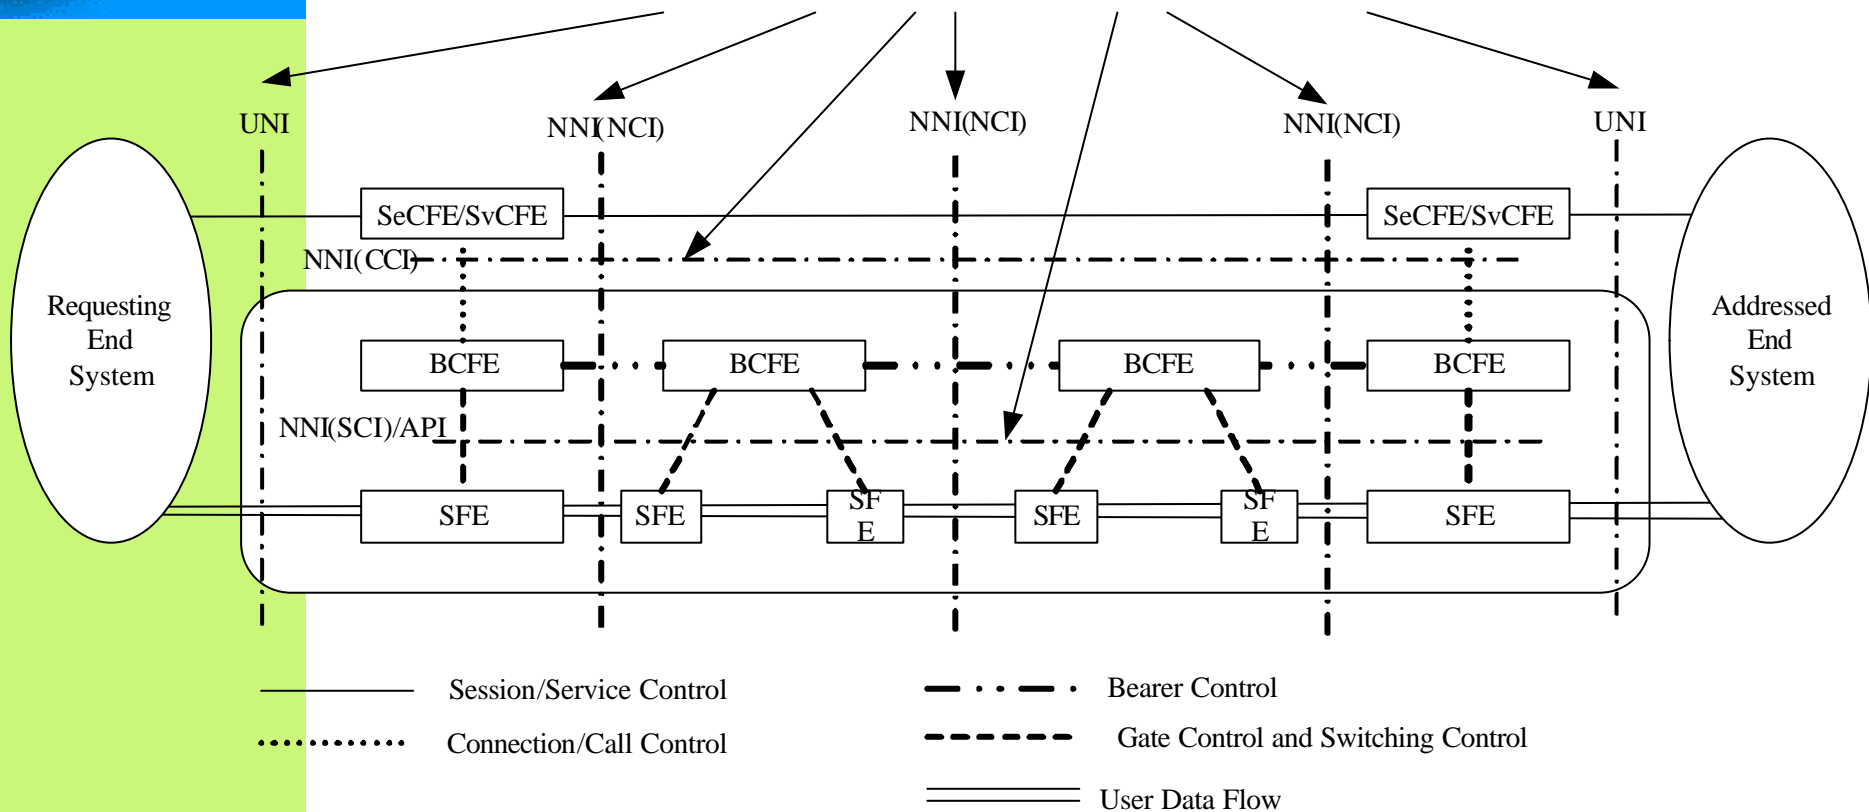 UNI
NNI(NCI)
NNI(NCI)
NNI(NCI)
UNI
SeCFE/SvCFE
SeCFE/SvCFE
NNI(CCI)
Requesting
End
System
Addressed
End
System
BCFE
BCFE
BCFE
BCFE
NNI(SCI)/API
SFE
SFE
SF
E
SFE
SF
E
SFE
Session/Service Control
Bearer Control
Connection/Call Control
Gate Control and Switching Control
User Data Flow